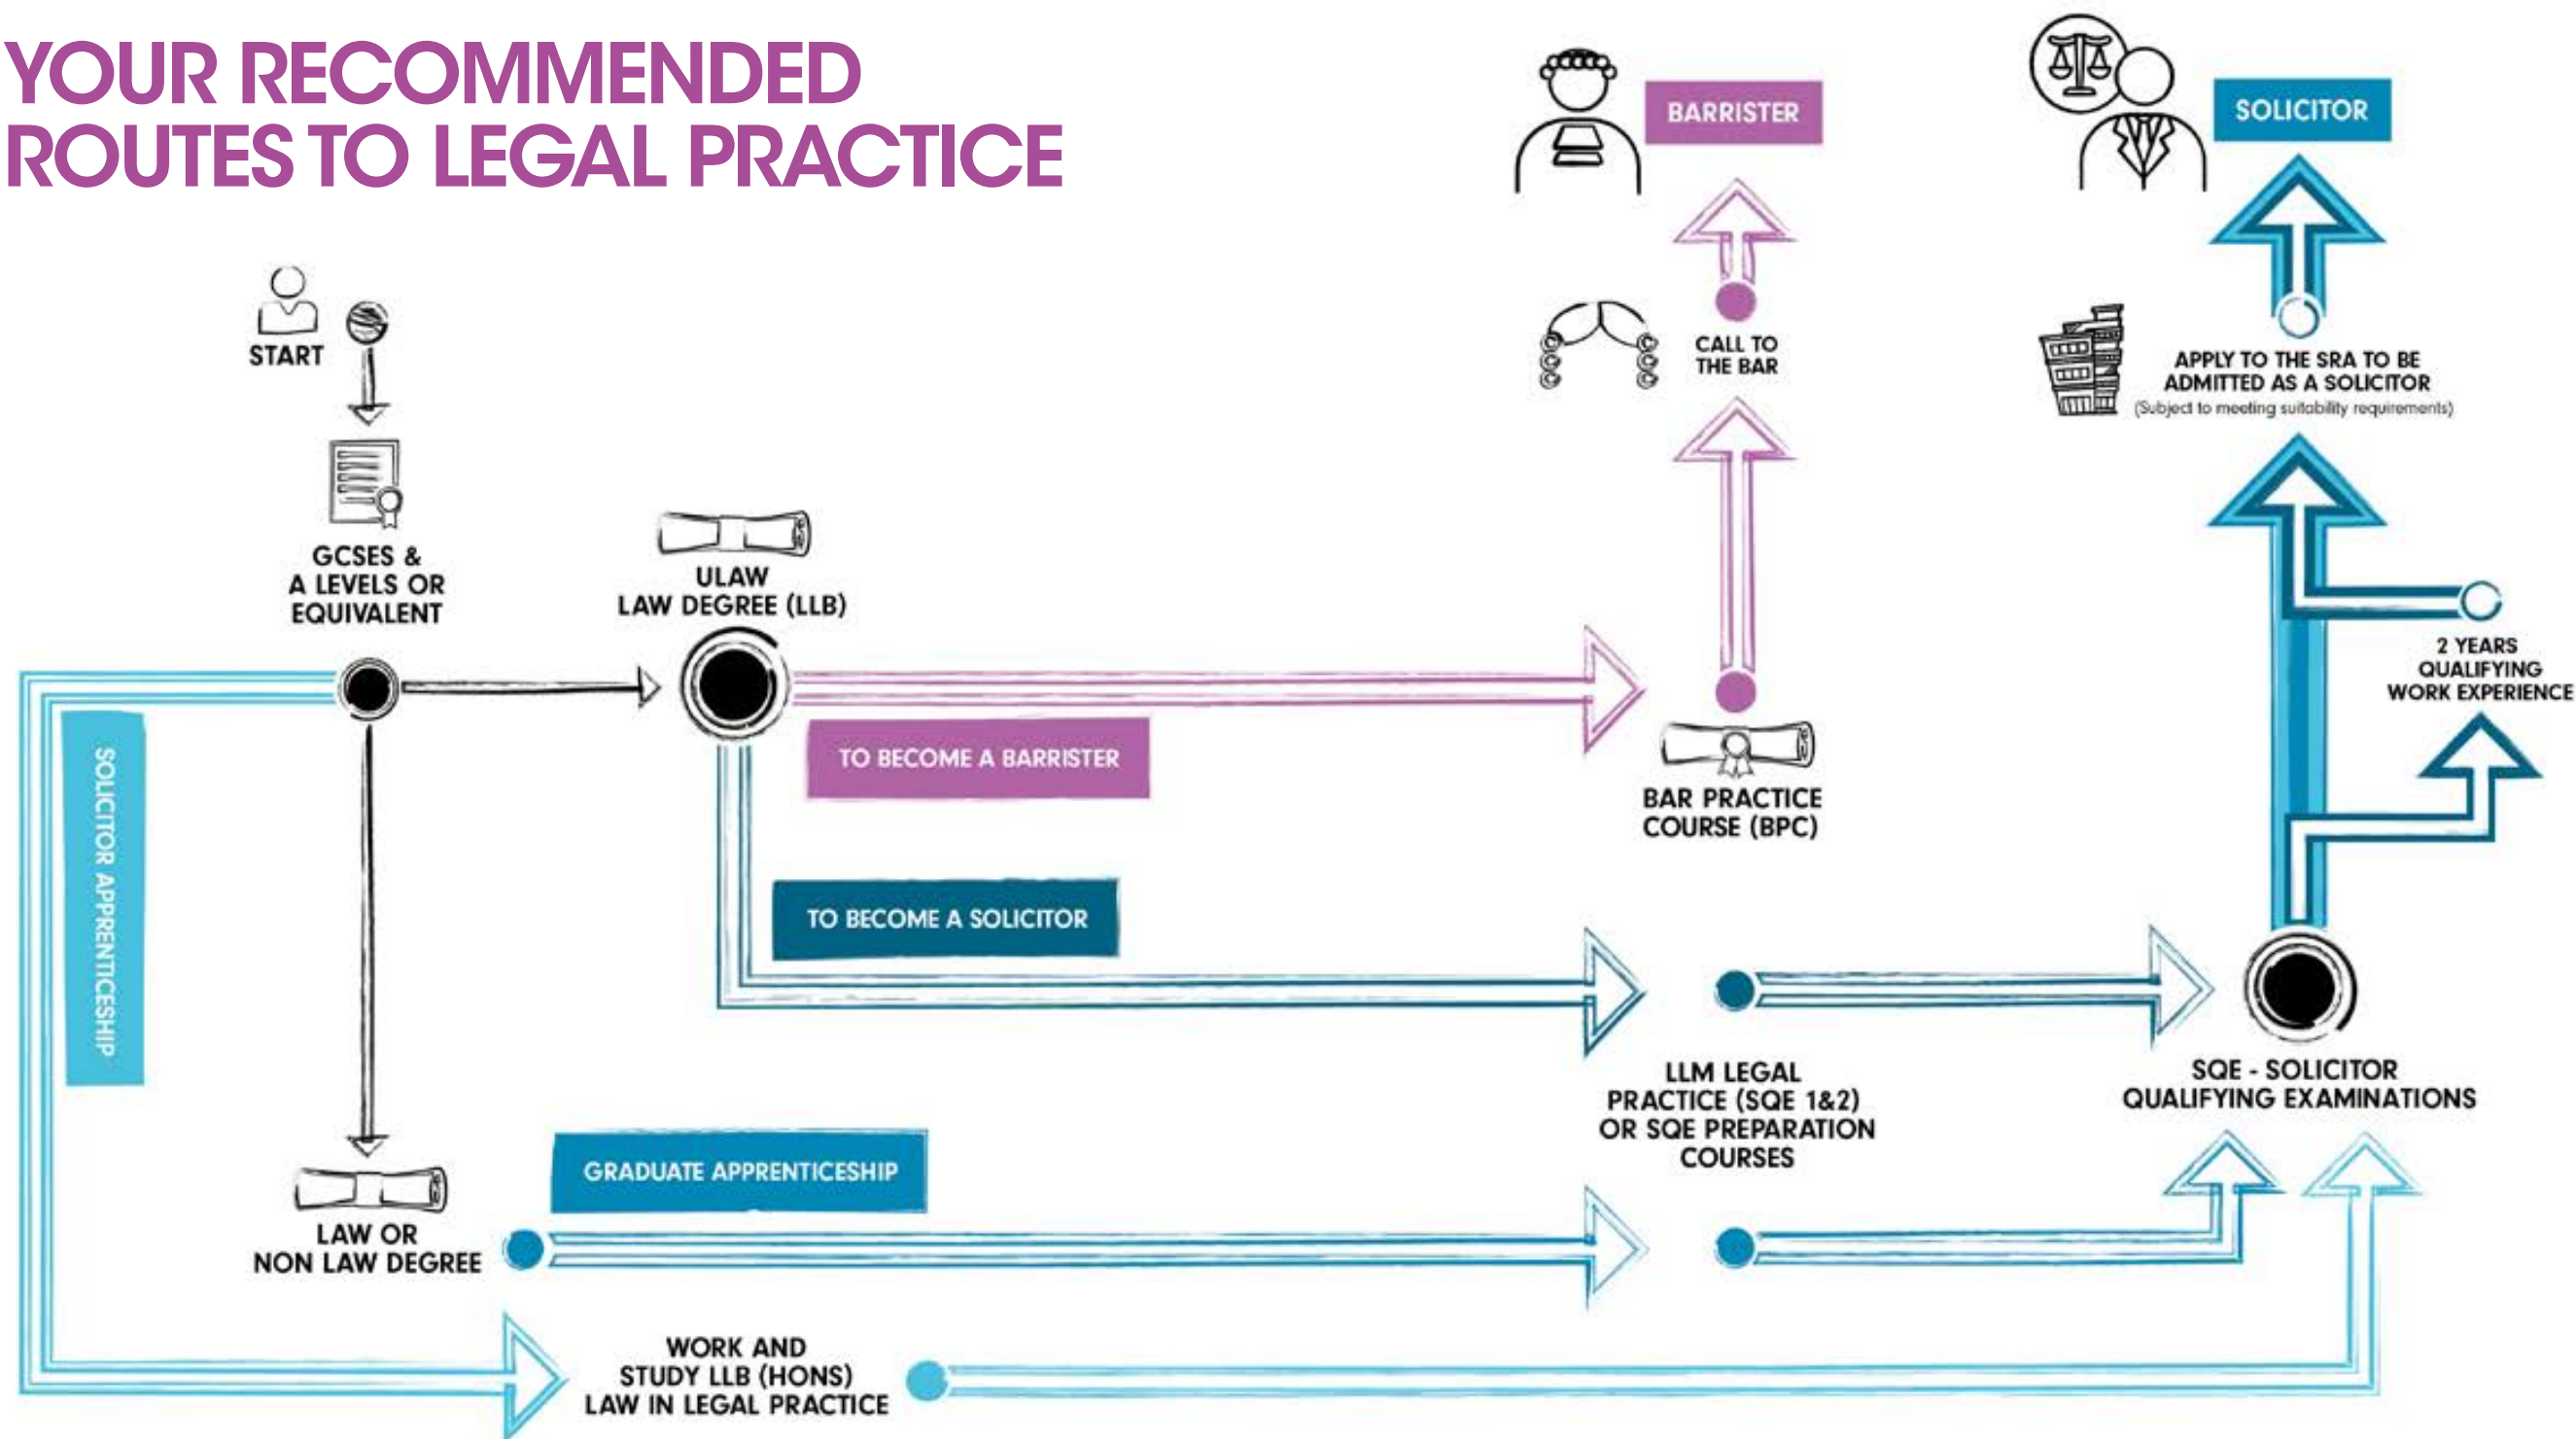 YOUR RECOMMENDED
ROUTES TO LEGAL PRACTICE
BARRISTER
SOLICITOR
START
CALL TO
THE BAR
APPLY TO THE SRA TO BE
ADMITTED AS A SOLICITOR
(Subject to meeting suitability requirements)
GCSES &
A LEVELS OR
EQUIVALENT
ULAW
LAW DEGREE (LLB)
2 YEARS
QUALIFYING
WORK EXPERIENCE
SOLICITOR APPRENTICESHIP
TO BECOME A BARRISTER
BAR PRACTICE
COURSE (BPC)
TO BECOME A SOLICITOR
LLM LEGAL
PRACTICE (SQE 1&2)
OR SQE PREPARATION
COURSES
SQE - SOLICITOR
QUALIFYING EXAMINATIONS
GRADUATE APPRENTICESHIP
LAW OR
NON LAW DEGREE
WORK AND
STUDY LLB (HONS)
LAW IN LEGAL PRACTICE